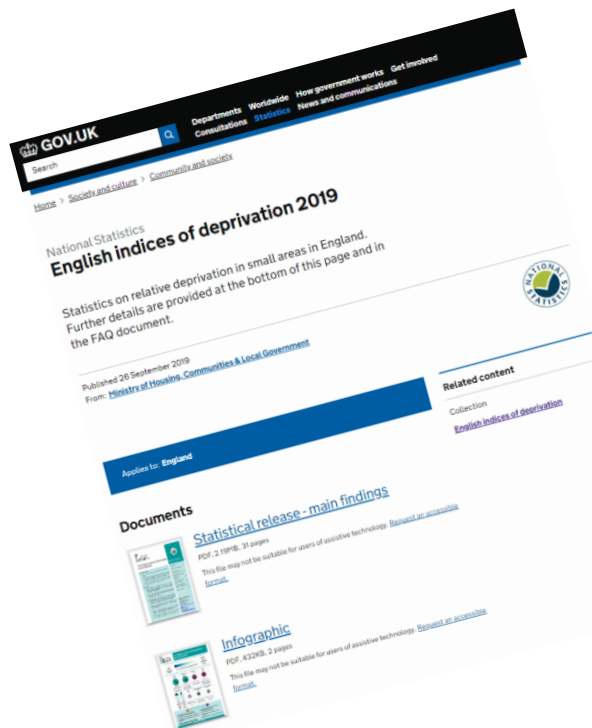 GOV.UK
Departments Worldwide How government works Get involved
Consultations Statistics News and communications
Search
Home > Society and culture > Community and society
National Statistics
English indices of deprivation 2019
Statistics on relative deprivation in small areas in England.
Further details are provided at the bottom of this page and in
the FAQ document.
NATIONAL STATISTICS
Published 26 September 2019
From: Ministry of Housing, Communities & Local Government
Related content
Collection
English indices of deprivation
Applies to: England
Documents
Statistical release - main findings
PDF, 2.19MB, 31 pages
This file may not be suitable for users of assistive technology. Request an accessible
format.
Infographic
PDF, 432KB, 2 pages
This file may not be suitable for users of assistive technology. Request an accessible
format.